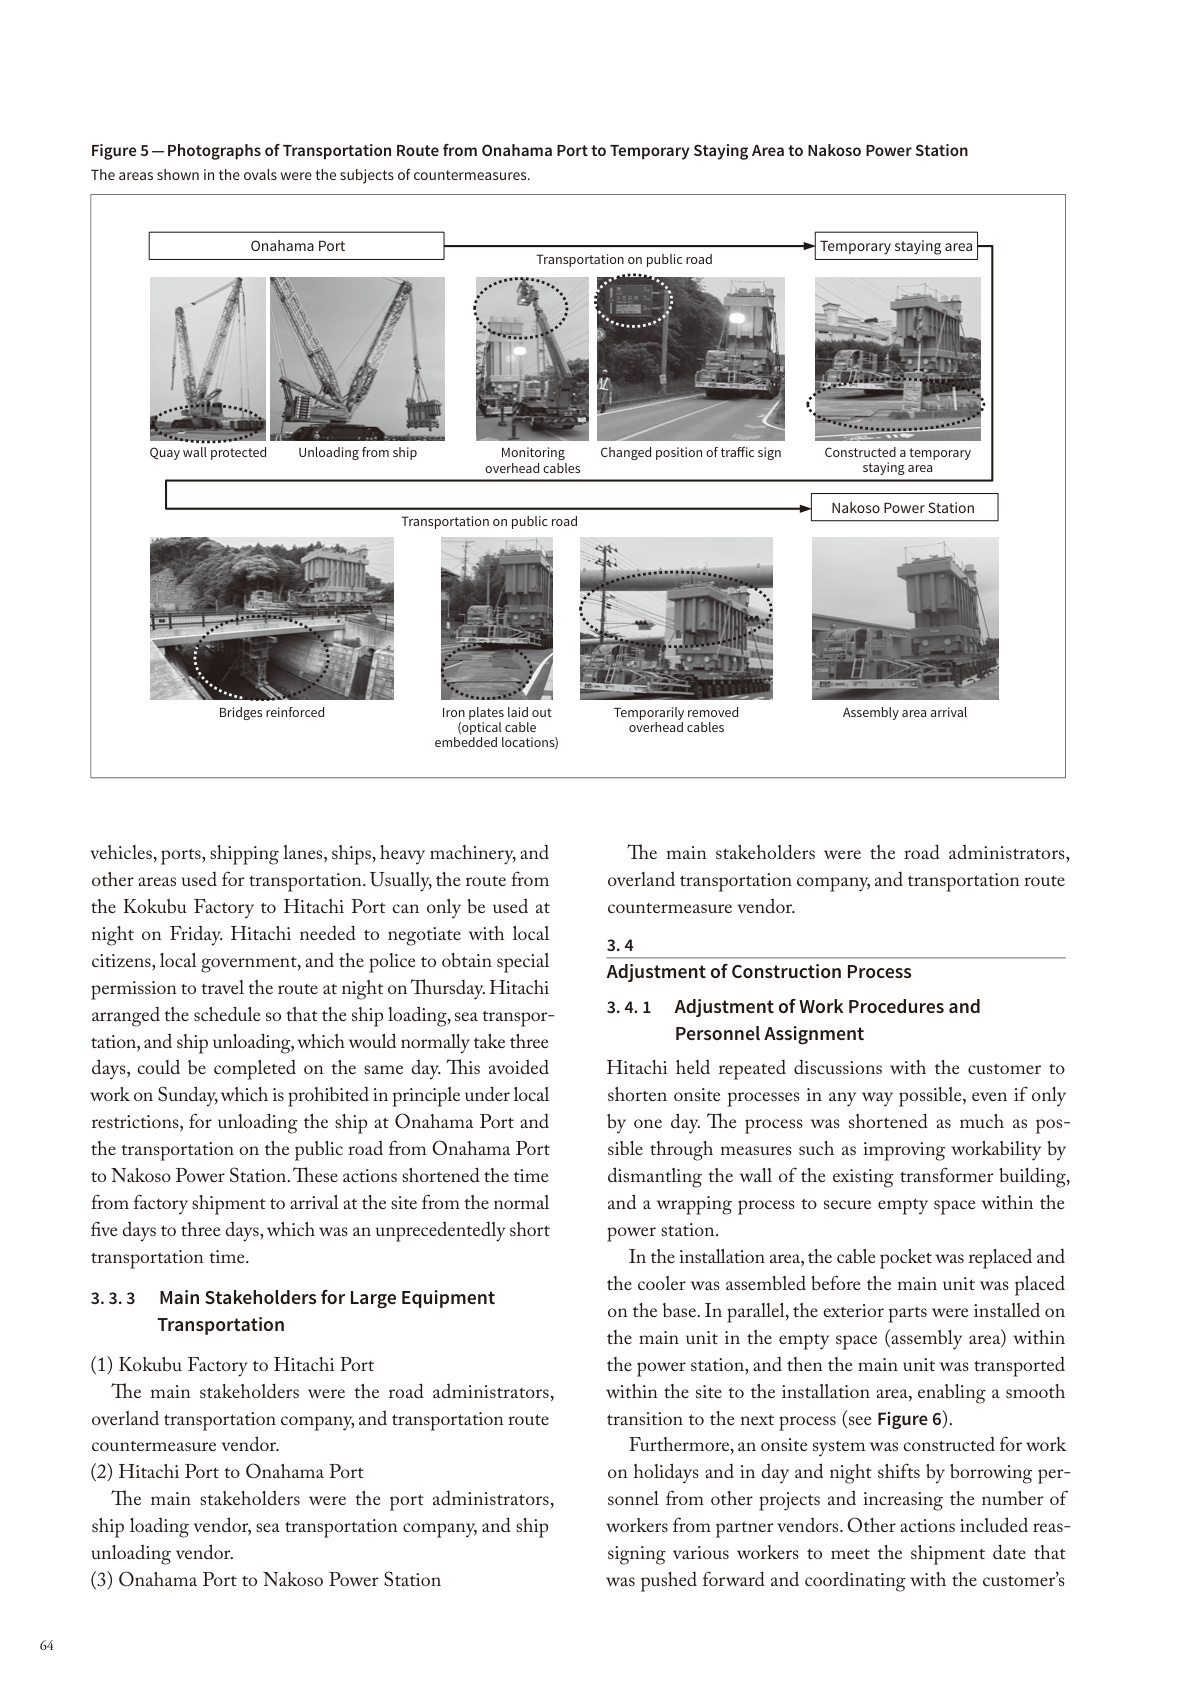 Figure 5—Photographs of Transportation Route from Onahama Port to Temporary Staying Area to Nakoso Power Station
The areas shown in the ovals were the subjects of countermeasures.
Onahama Port
Transportation on public road
Temporary staying area
Quay wall protected
Unloading from ship
Monitoring
overhead cables
Changed position of traffic sign
Constructed a temporary
staying area
Transportation on public road
Nakoso Power Station
Bridges reinforced
Iron plates laid out
(optical cable
embedded locations)
Temporarily removed
overhead cables
Assembly area arrival
vehicles, ports, shipping lanes, ships, heavy machinery, and
other areas used for transportation. Usually, the route from
the Kokubu Factory to Hitachi Port can only be used at
night on Friday. Hitachi needed to negotiate with local
citizens, local government, and the police to obtain special
permission to travel the route at night on Thursday. Hitachi
arranged the schedule so that the ship loading, sea transpor-
tation, and ship unloading, which would normally take three
days, could be completed on the same day. This avoided
work on Sunday, which is prohibited in principle under local
restrictions, for unloading the ship at Onahama Port and
the transportation on the public road from Onahama Port
to Nakoso Power Station. These actions shortened the time
from factory shipment to arrival at the site from the normal
five days to three days, which was an unprecedentedly short
transportation time.
3.3.3 Main Stakeholders for Large Equipment
Transportation
(1) Kokubu Factory to Hitachi Port
The main stakeholders were the road administrators,
overland transportation company, and transportation route
countermeasure vendor.
(2) Hitachi Port to Onahama Port
The main stakeholders were the port administrators,
ship loading vendor, sea transportation company, and ship
unloading vendor.
(3) Onahama Port to Nakoso Power Station
The main stakeholders were the road administrators,
overland transportation company, and transportation route
countermeasure vendor.
3.4
Adjustment of Construction Process
3.4.1 Adjustment of Work Procedures and
Personnel Assignment
Hitachi held repeated discussions with the customer to
shorten onsite processes in any way possible, even if only
by one day. The process was shortened as much as pos-
sible through measures such as improving workability by
dismantling the wall of the existing transformer building,
and a wrapping process to secure empty space within the
power station.
In the installation area, the cable pocket was replaced and
the cooler was assembled before the main unit was placed
on the base. In parallel, the exterior parts were installed on
the main unit in the empty space (assembly area) within
the power station, and then the main unit was transported
within the site to the installation area, enabling a smooth
transition to the next process (see Figure 6).
Furthermore, an onsite system was constructed for work
on holidays and in day and night shifts by borrowing per-
sonnel from other projects and increasing the number of
workers from partner vendors. Other actions included reas-
signing various workers to meet the shipment date that
was pushed forward and coordinating with the customer's
64